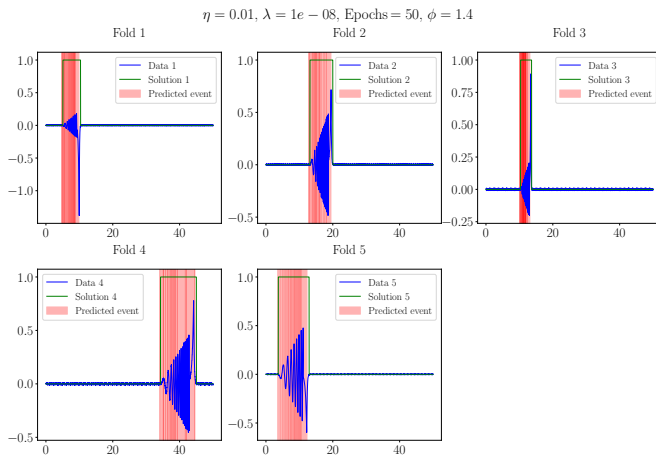 η = 0.01, λ = 1e − 08, Epochs = 50, ϕ = 1.4
Fold 1
Fold 2
Fold 3
1.0
0.5
0.0
−0.5
−1.0
0
20
40
Data 1
Solution 1
Predicted event
1.0
0.5
0.0
−0.5
0
20
40
Data 2
Solution 2
Predicted event
1.00
0.75
0.50
0.25
0.00
−0.25
0
20
40
Data 3
Solution 3
Predicted event
Fold 4
Fold 5
1.0
0.5
0.0
−0.5
0
20
40
Data 4
Solution 4
Predicted event
1.0
0.5
0.0
−0.5
0
20
40
Data 5
Solution 5
Predicted event